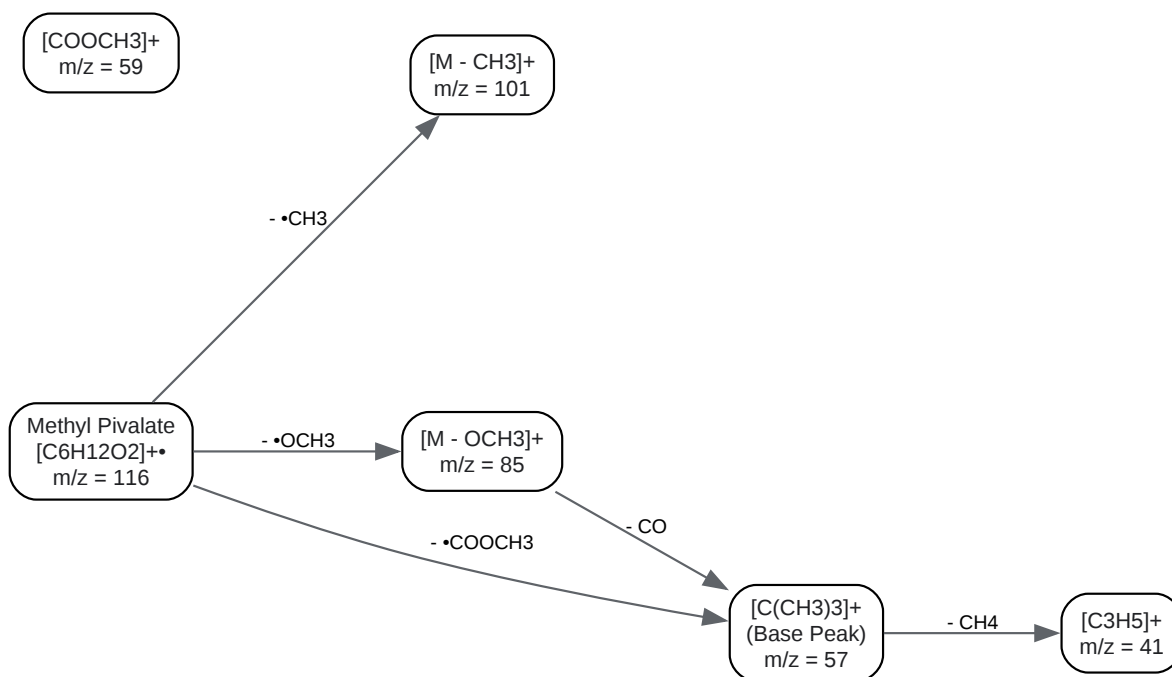 [COOCH3]+
m/z = 59
[M - CH3]+
m/z = 101
- •CH3
Methyl Pivalate
[C6H12O2]+•
m/z = 116
- •OCH3
[M - OCH3]+
m/z = 85
- CO
- •COOCH3
[C(CH3)3]+
(Base Peak)
m/z = 57
- CH4
[C3H5]+
m/z = 41